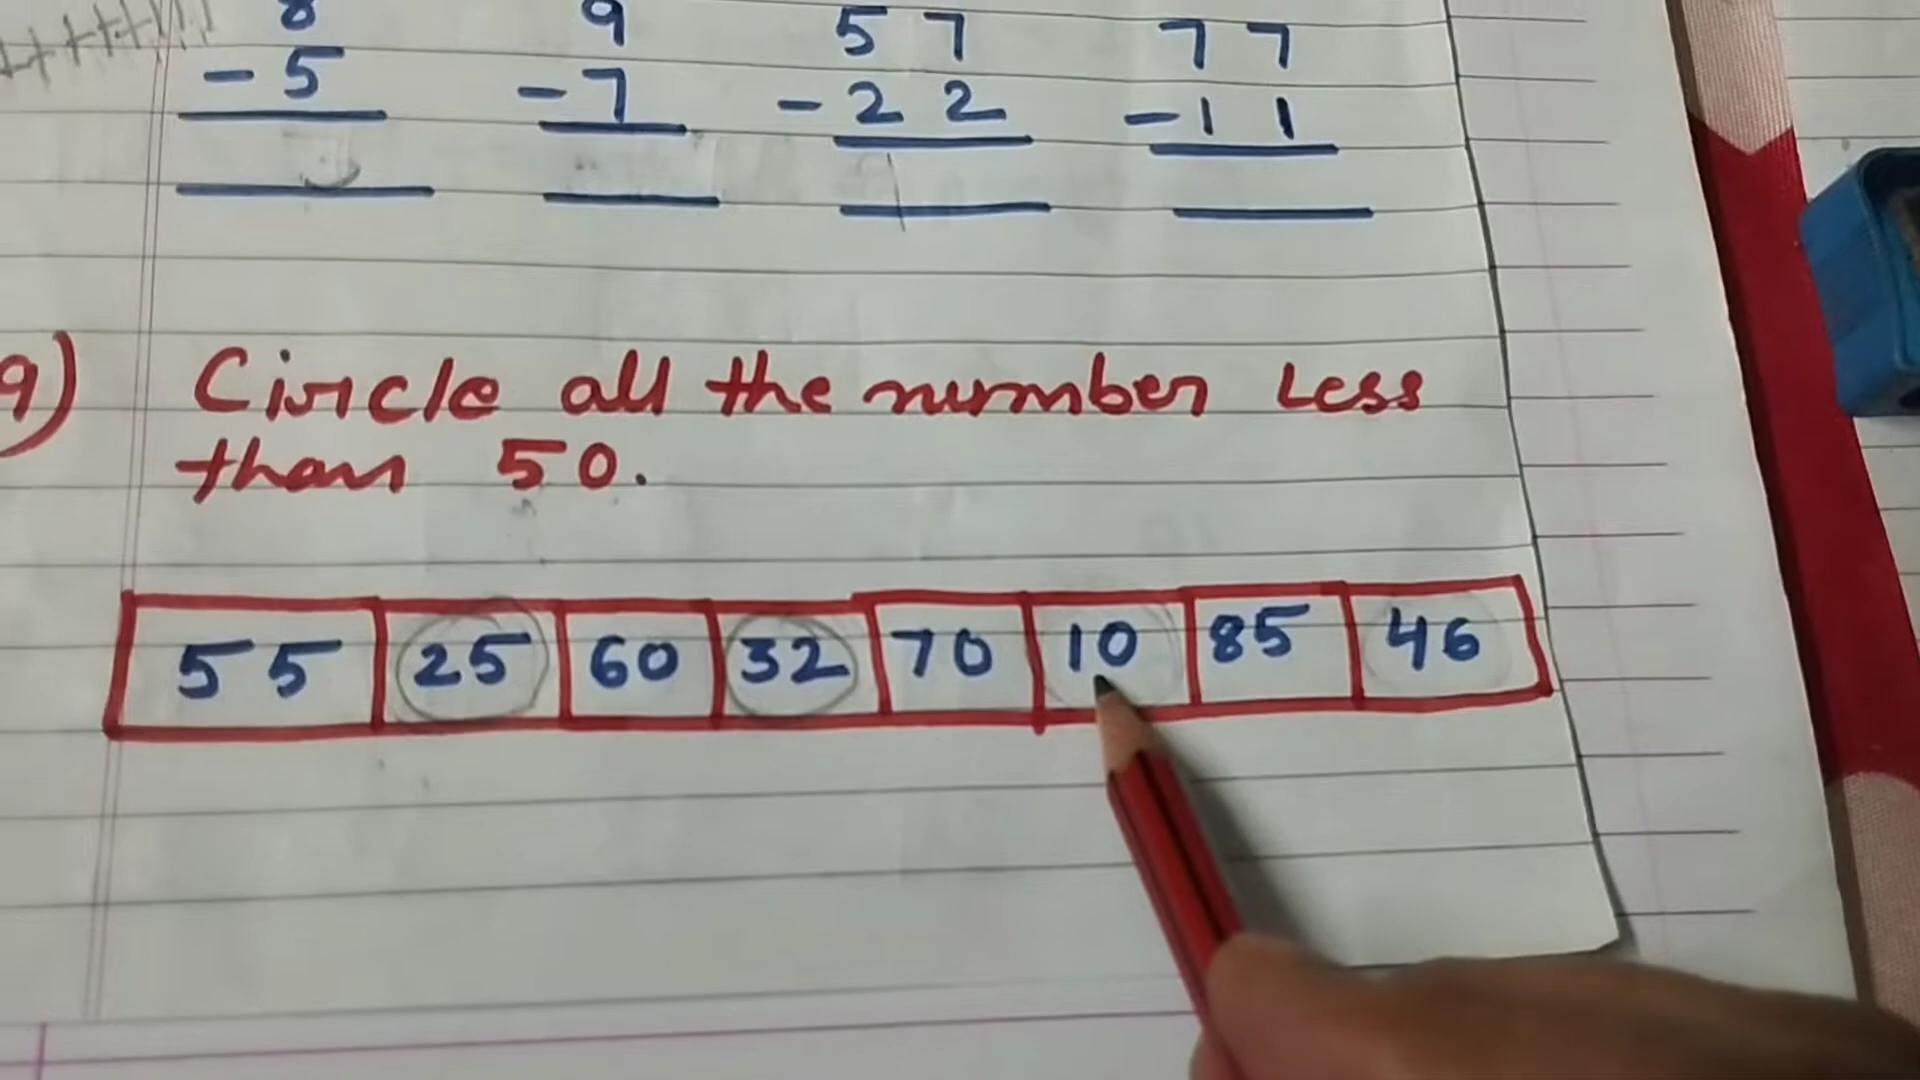 8 9 57 77
-5 -7 -22 -11
9) Circle all the number Less
than 50.
55 25 60 32 70 10 85 46